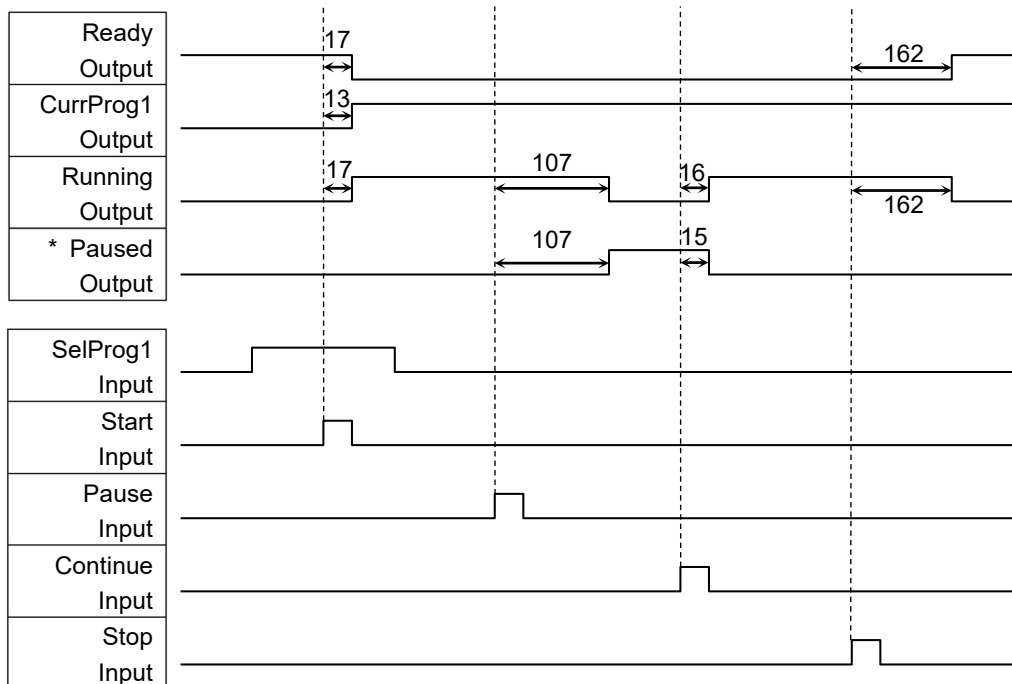 Ready
Output
17
162
CurrProg1
Output
13
Running
Output
17
107
16
162
* Paused
Output
107
15
SelProg1
Input
Start
Input
Pause
Input
Continue
Input
Stop
Input